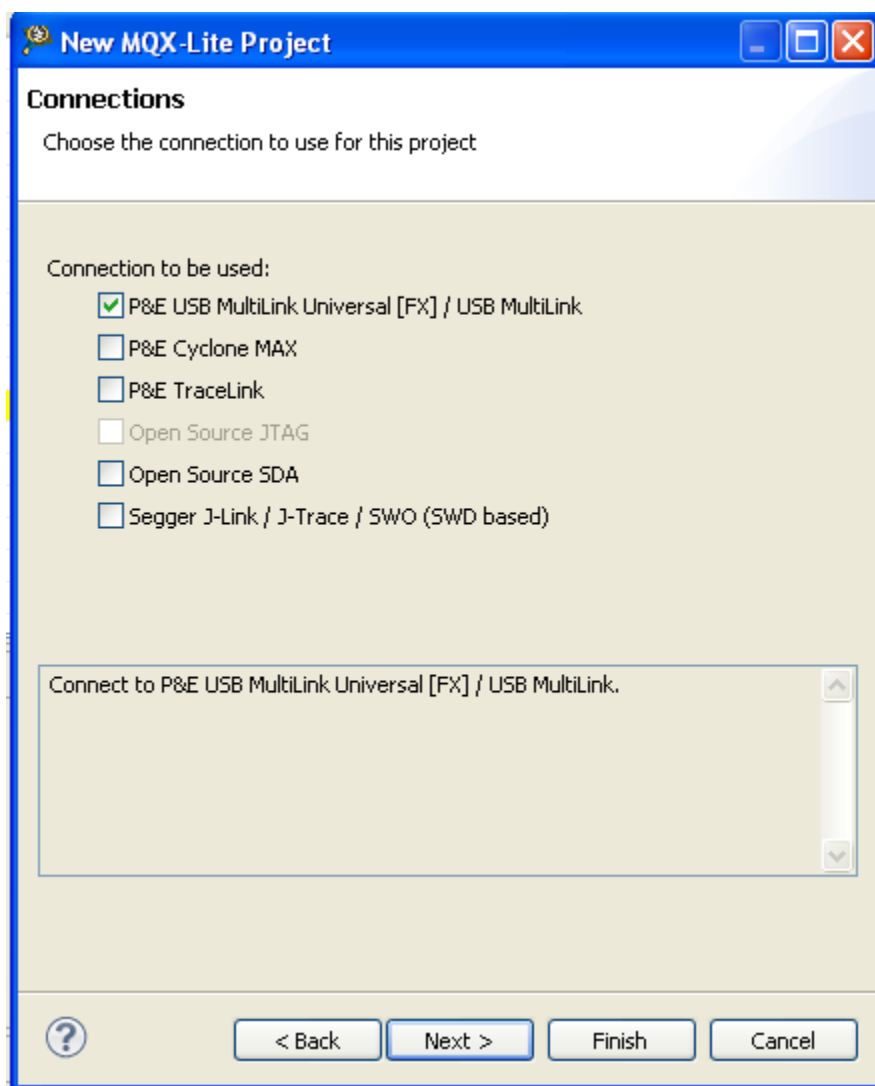 New MQX-Lite Project
Connections
Choose the connection to use for this project
Connection to be used:
P&E USB MultiLink Universal [FX] / USB MultiLink
P&E Cyclone MAX
P&E TraceLink
Open Source JTAG
Open Source SDA
Segger J-Link / J-Trace / SWO (SWD based)
Connect to P&E USB MultiLink Universal [FX] / USB MultiLink.
? < Back Next > Finish Cancel